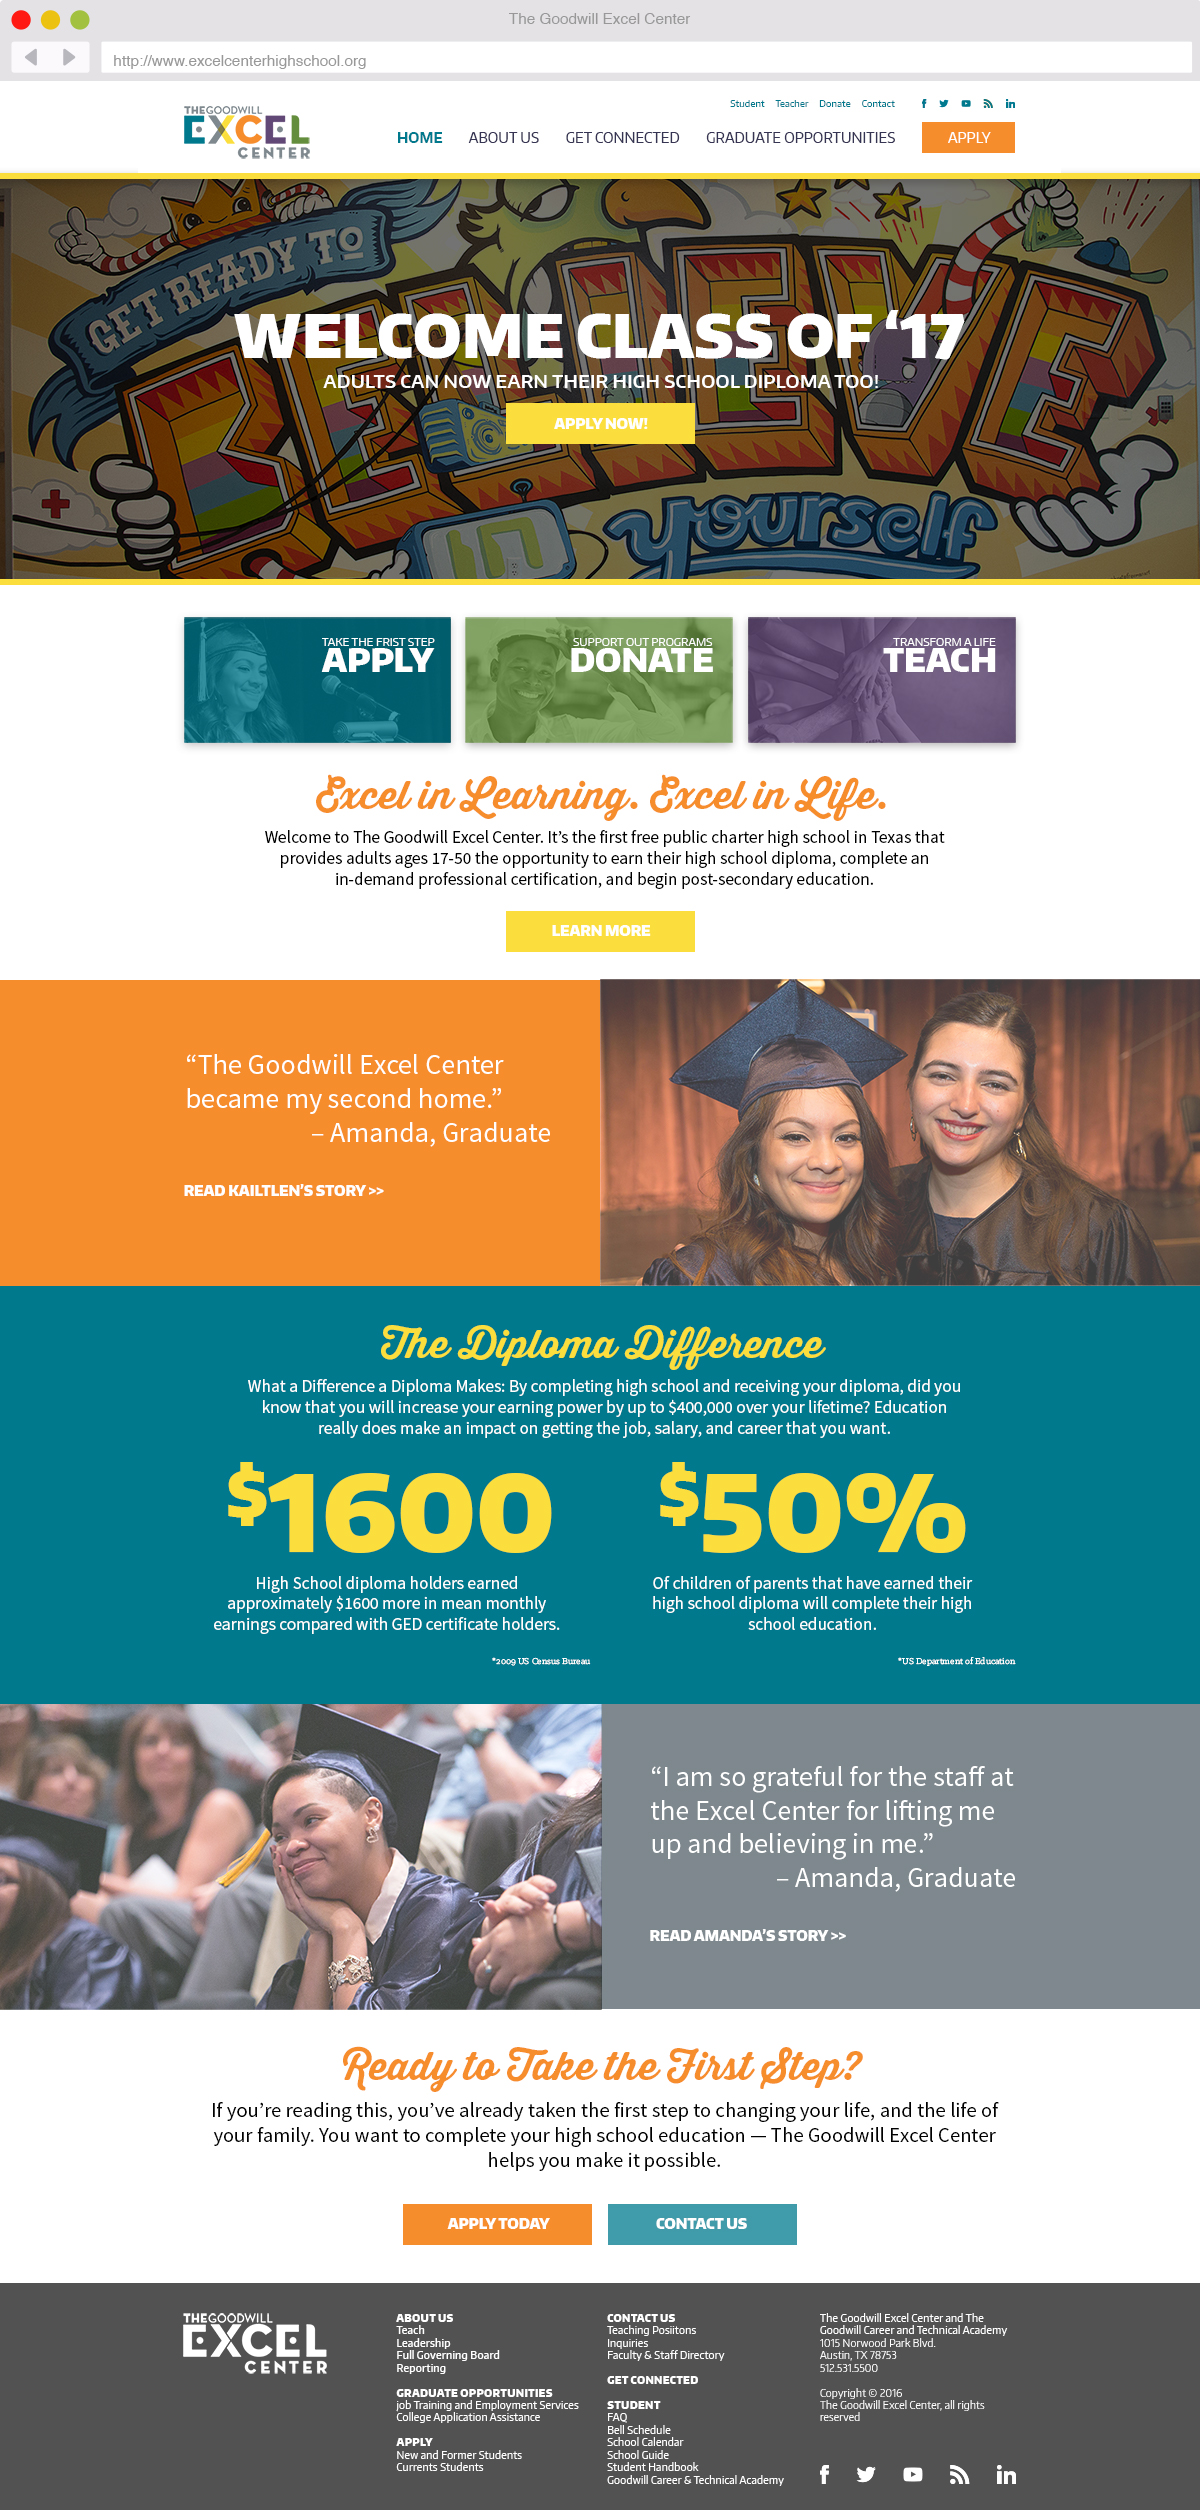 The Goodwill Excel Center
http://www.excelcenterhighschool.org
THE GOODWILL
EXCEL
CENTER
Student Teacher Donate Contact
HOME ABOUT US GET CONNECTED GRADUATE OPPORTUNITIES APPLY
GET READY TO
BELIEVE
yourself
WELCOME CLASS OF ‘17
ADULTS CAN NOW EARN THEIR HIGH SCHOOL DIPLOMA TOO!
APPLY NOW!
TAKE THE FRIST STEP
APPLY
SUPPORT OUT PROGRAMS
DONATE
TRANSFORM A LIFE
TEACH
Excel in Learning. Excel in Life.
Welcome to The Goodwill Excel Center. It’s the first free public charter high school in Texas that
provides adults ages 17-50 the opportunity to earn their high school diploma, complete an
in-demand professional certification, and begin post-secondary education.
LEARN MORE
“The Goodwill Excel Center
became my second home.”
– Amanda, Graduate
READ KAILTLEN’S STORY >>
The Diploma Difference
What a Difference a Diploma Makes: By completing high school and receiving your diploma, did you
know that you will increase your earning power by up to $400,000 over your lifetime? Education
really does make an impact on getting the job, salary, and career that you want.
$1600
High School diploma holders earned
approximately $1600 more in mean monthly
earnings compared with GED certificate holders.
*2009 US Census Bureau
$50%
Of children of parents that have earned their
high school diploma will complete their high
school education.
*US Department of Education
“I am so grateful for the staff at
the Excel Center for lifting me
up and believing in me.”
– Amanda, Graduate
READ AMANDA’S STORY >>
Ready to Take the First Step?
If you’re reading this, you’ve already taken the first step to changing your life, and the life of
your family. You want to complete your high school education — The Goodwill Excel Center
helps you make it possible.
APPLY TODAY
CONTACT US
THE GOODWILL
EXCEL
CENTER
ABOUT US
Teach
Leadership
Full Governing Board
Reporting
GRADUATE OPPORTUNITIES
job Training and Employment Services
College Application Assistance
APPLY
New and Former Students
Currents Students
CONTACT US
Teaching Posiitons
Inquiries
Faculty & Staff Directory
GET CONNECTED
STUDENT
FAQ
Bell Schedule
School Calendar
School Guide
Student Handbook
Goodwill Career & Technical Academy
The Goodwill Excel Center and The
Goodwill Career and Technical Academy
1015 Norwood Park Blvd.
Austin, TX 78753
512.531.5500
Copyright © 2016
The Goodwill Excel Center, all rights
reserved